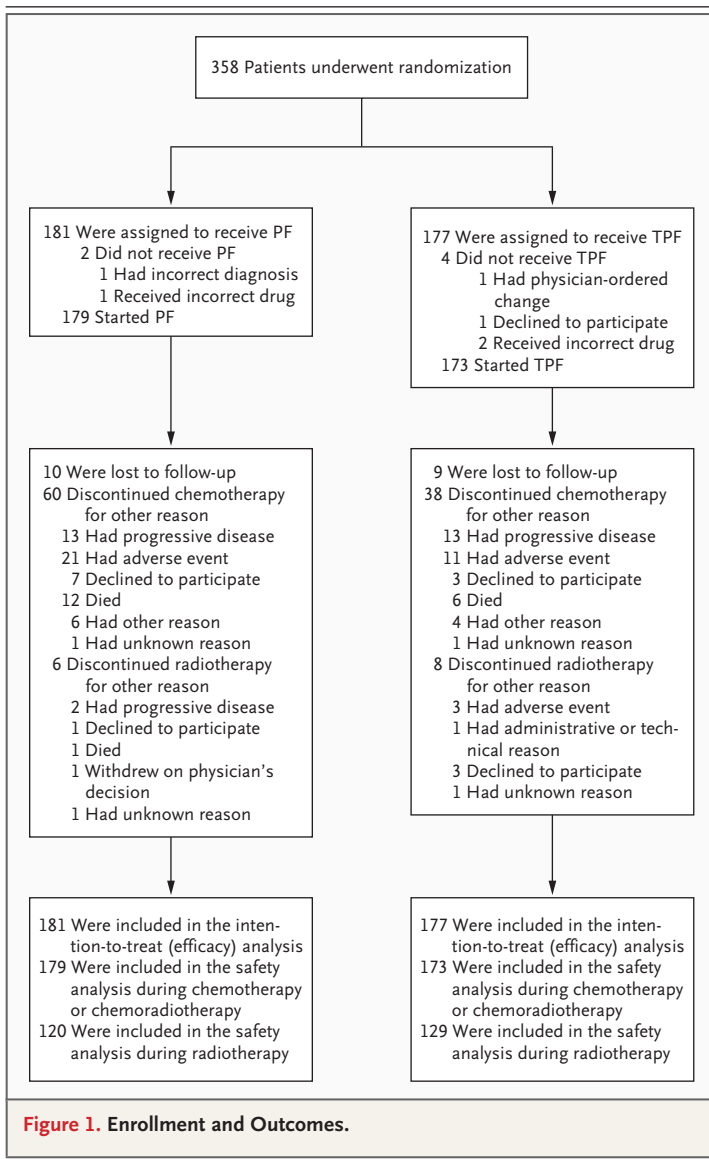 358 Patients underwent randomization
181 Were assigned to receive PF
2 Did not receive PF
1 Had incorrect diagnosis
1 Received incorrect drug
179 Started PF
177 Were assigned to receive TPF
4 Did not receive TPF
1 Had physician-ordered
change
1 Declined to participate
2 Received incorrect drug
173 Started TPF
10 Were lost to follow-up
60 Discontinued chemotherapy
for other reason
13 Had progressive disease
21 Had adverse event
7 Declined to participate
12 Died
6 Had other reason
1 Had unknown reason
6 Discontinued radiotherapy
for other reason
2 Had progressive disease
1 Declined to participate
1 Died
1 Withdrew on physician's
decision
1 Had unknown reason
9 Were lost to follow-up
38 Discontinued chemotherapy
for other reason
13 Had progressive disease
11 Had adverse event
3 Declined to participate
6 Died
4 Had other reason
1 Had unknown reason
8 Discontinued radiotherapy
for other reason
3 Had adverse event
1 Had administrative or tech-
nical reason
3 Declined to participate
1 Had unknown reason
181 Were included in the inten-
tion-to-treat (efficacy) analysis
179 Were included in the safety
analysis during chemotherapy
or chemoradiotherapy
120 Were included in the safety
analysis during radiotherapy
177 Were included in the inten-
tion-to-treat (efficacy) analysis
173 Were included in the safety
analysis during chemotherapy
or chemoradiotherapy
129 Were included in the safety
analysis during radiotherapy
Figure 1. Enrollment and Outcomes.